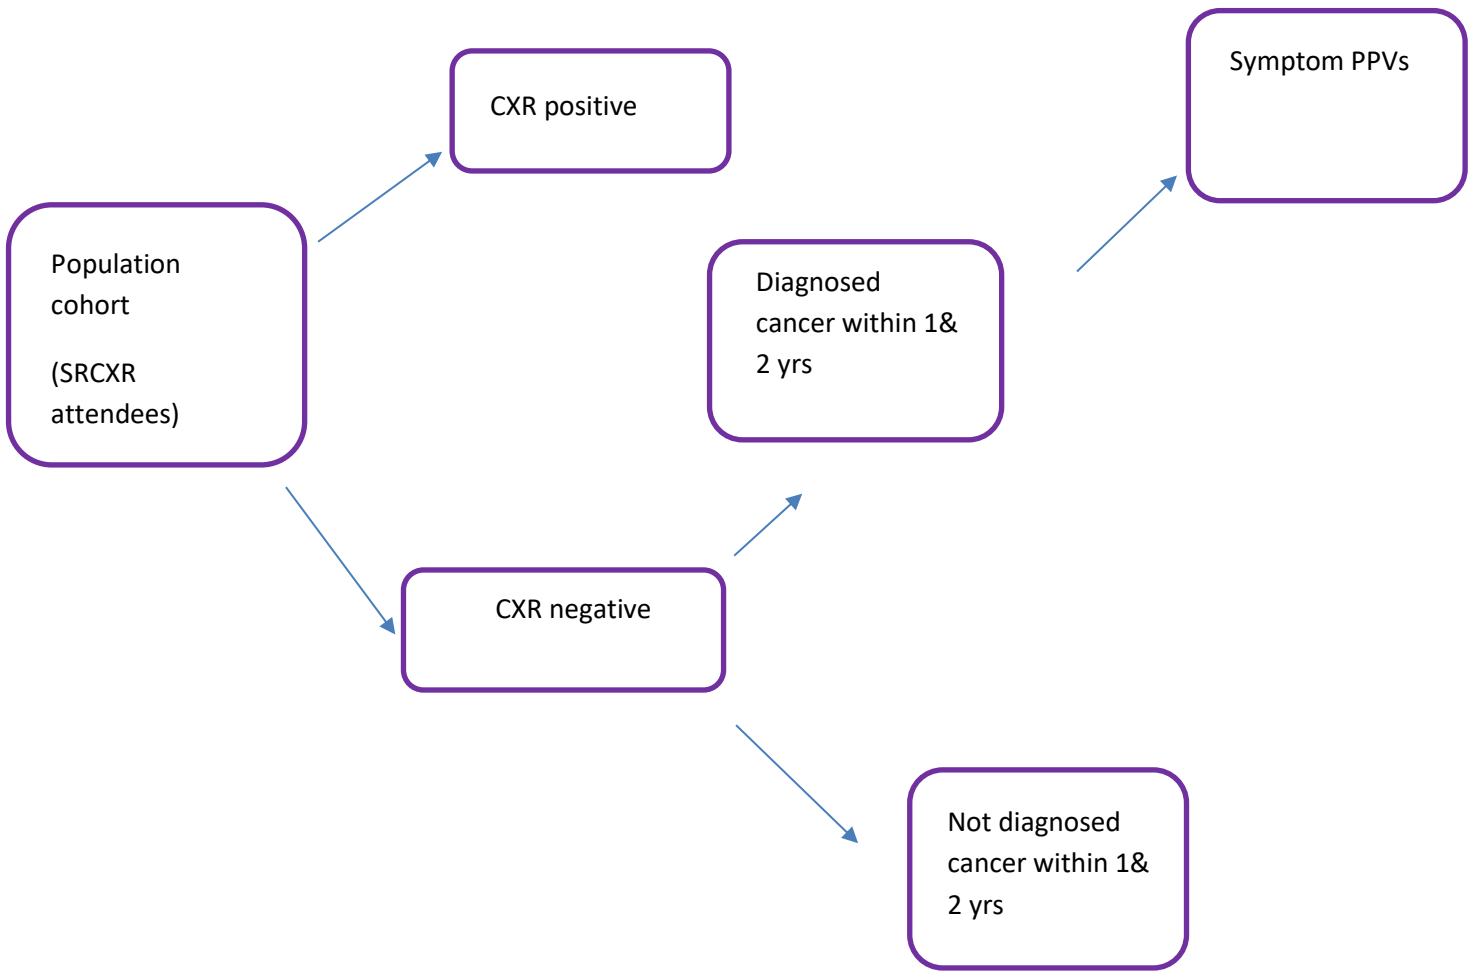 Symptom PPVs
CXR positive
Population
cohort
(SRCXR
attendees)
Diagnosed
cancer within 1&
2 yrs
CXR negative
Not diagnosed
cancer within 1&
2 yrs